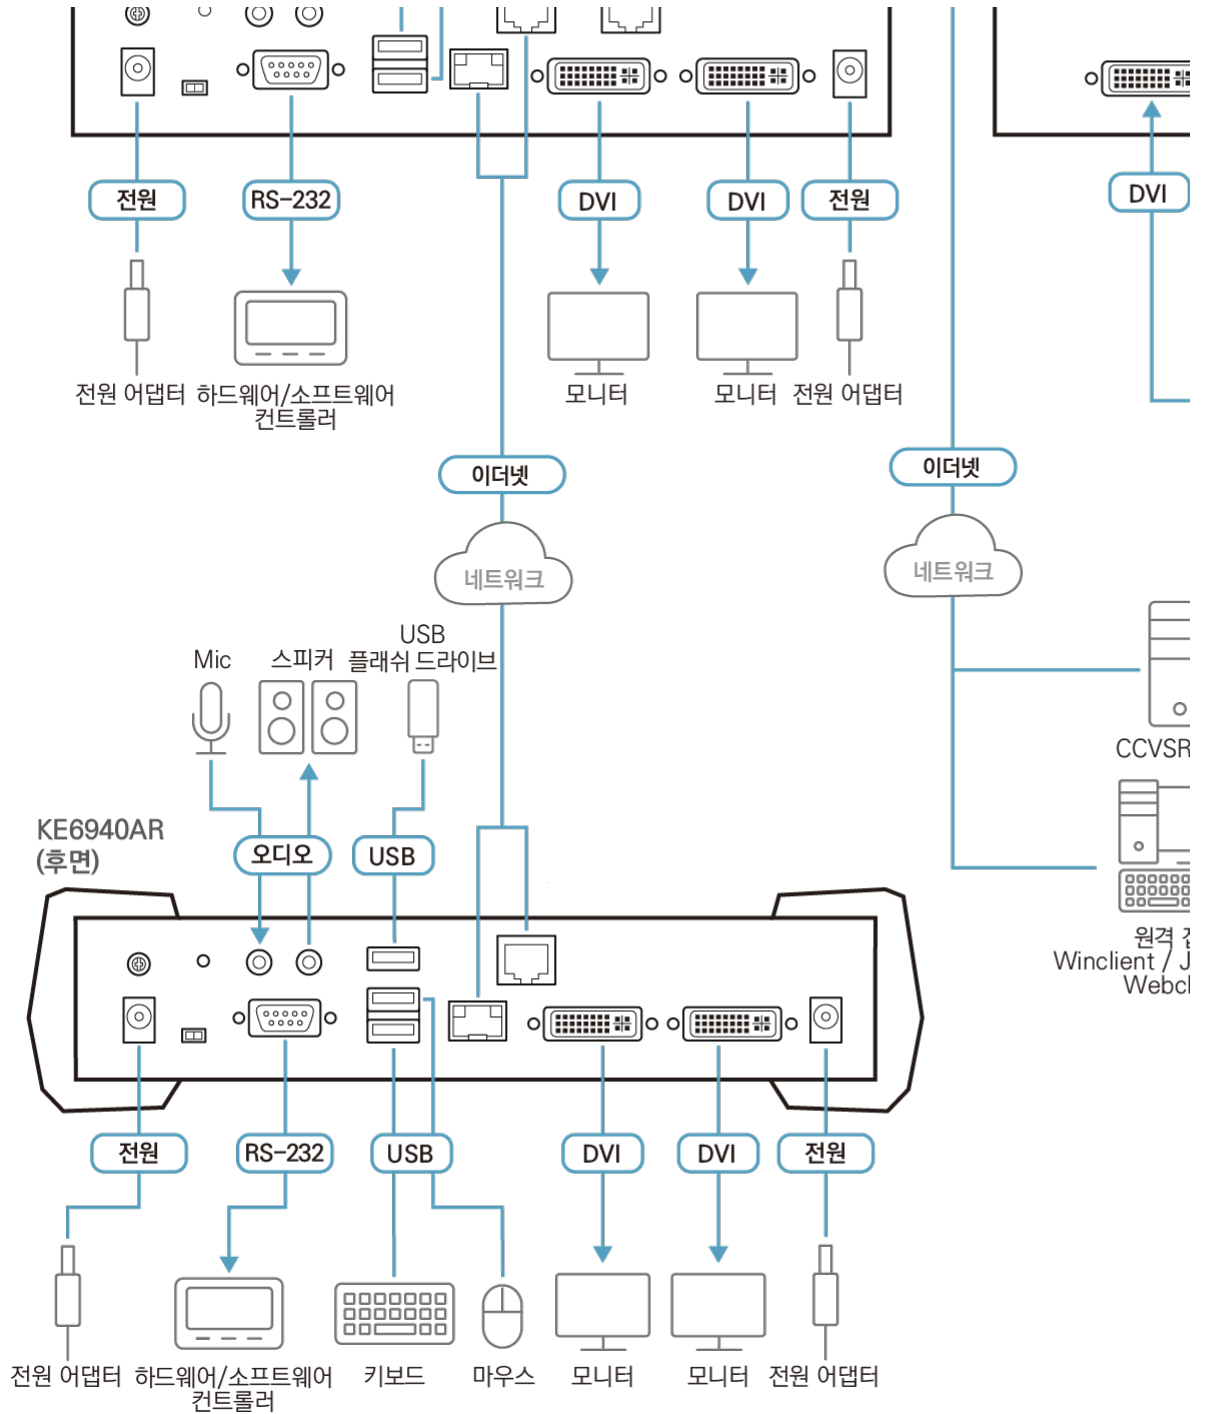 전원
RS-232
DVI
DVI
전원
DVI
전원 어댑터
하드웨어/소프트웨어
컨트롤러
모니터
모니터
전원 어댑터
이더넷
이더넷
네트워크
네트워크
USB
플래쉬 드라이브
Mic
스피커
CCVSR
KE6940AR
(후면)
오디오
USB
원격
Winclient / J
Webcl
전원
RS-232
USB
DVI
DVI
전원
전원 어댑터
하드웨어/소프트웨어
컨트롤러
키보드
마우스
모니터
모니터
전원 어댑터